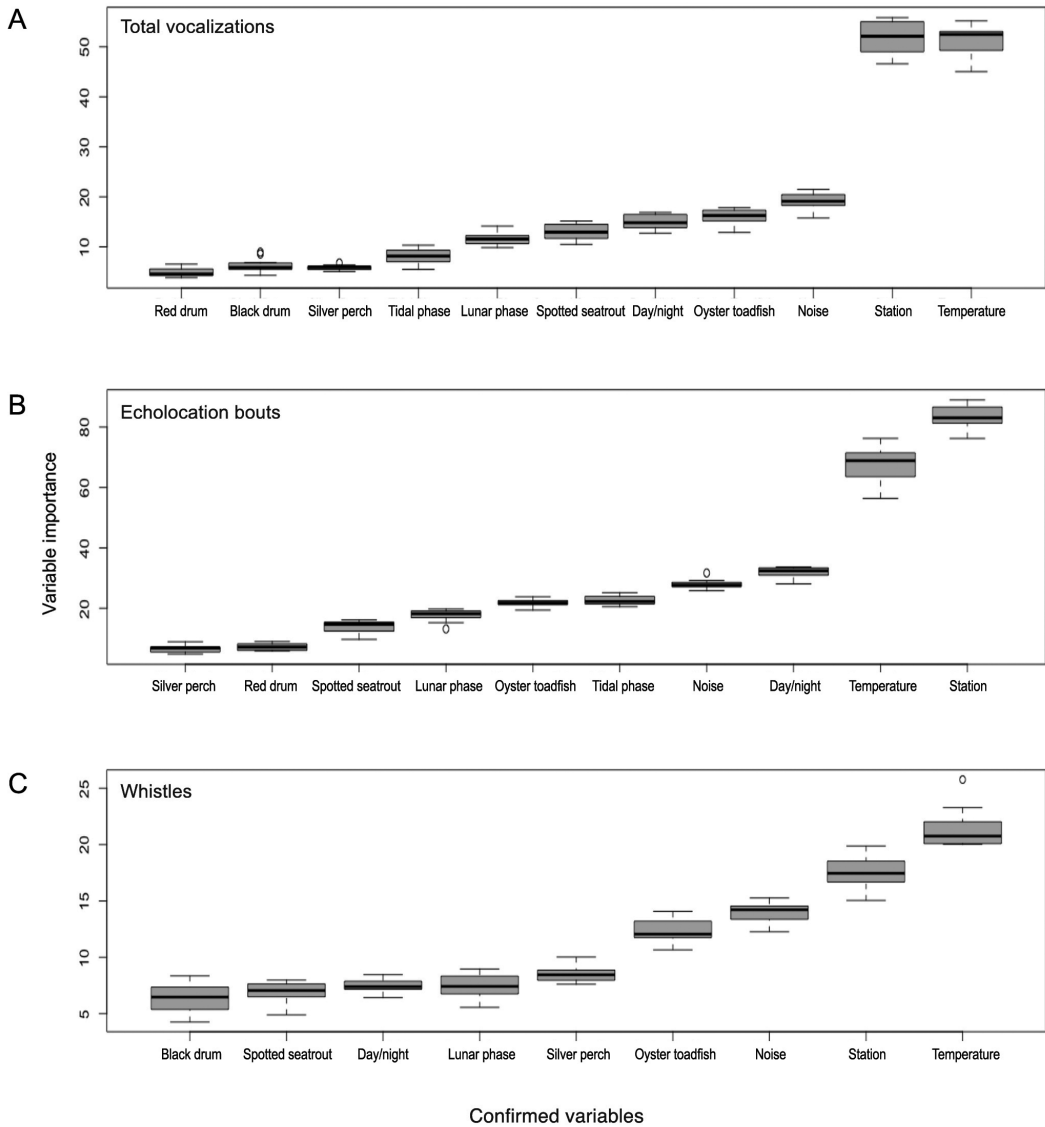 A
Total vocalizations
50
40
30
20
10
Red drum Black drum Silver perch Tidal phase Lunar phase Spotted seatrout Day/night Oyster toadfish Noise Station Temperature
B
Echolocation bouts
80
60
40
20
Silver perch Red drum Spotted seatrout Lunar phase Oyster toadfish Tidal phase Noise Day/night Temperature Station
Variable importance
C
Whistles
25
20
15
10
5
Black drum Spotted seatrout Day/night Lunar phase Silver perch Oyster toadfish Noise Station Temperature
Confirmed variables